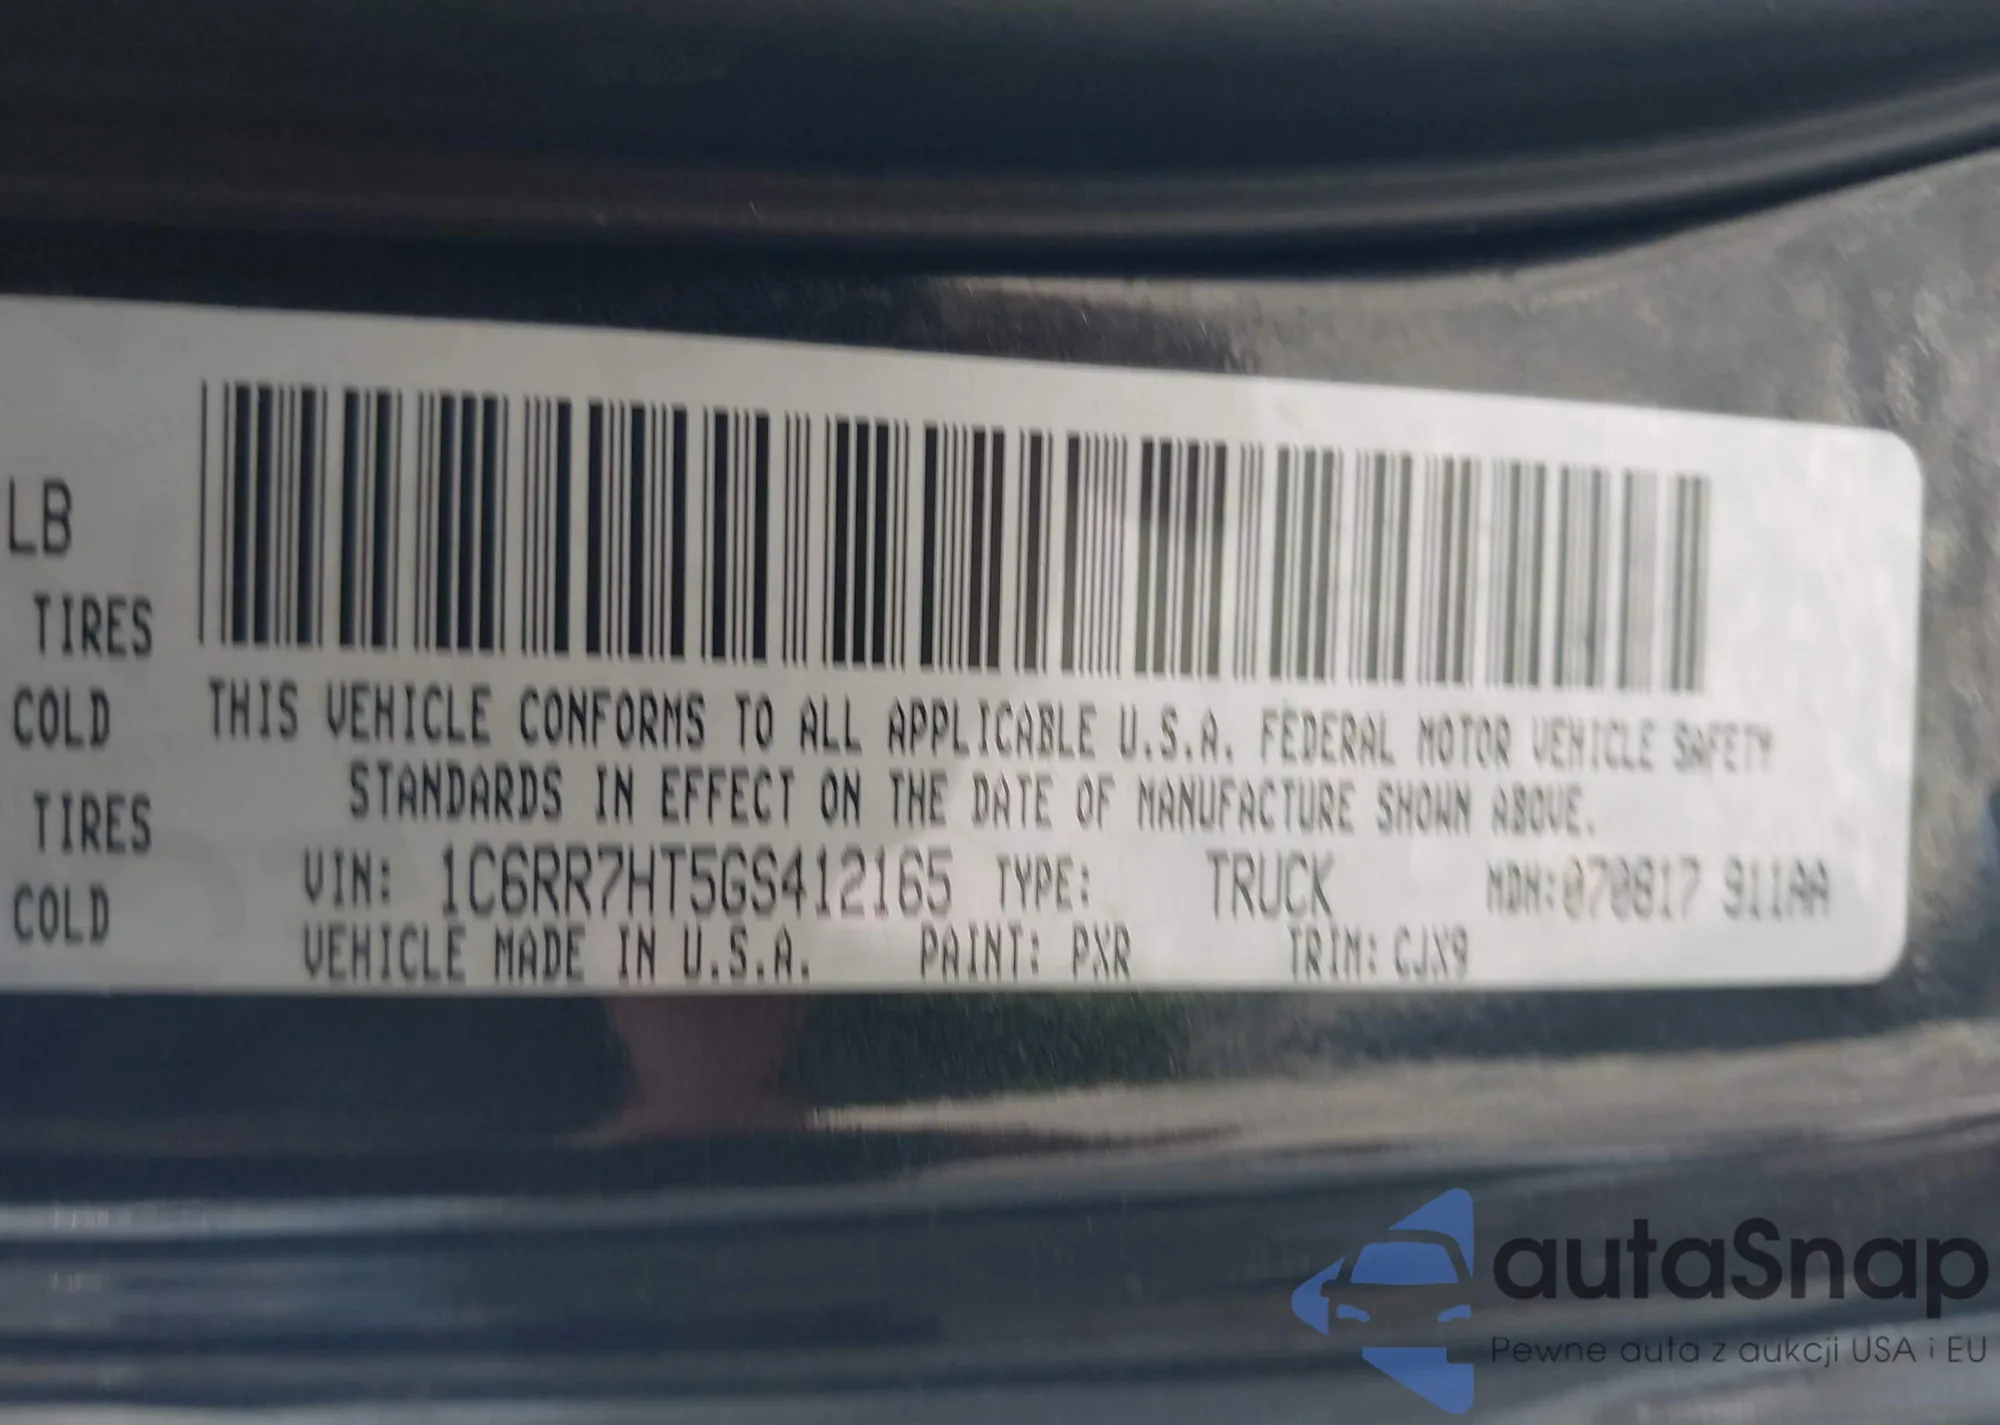 LB
TIRES
COLD
TIRES
COLD
THIS VEHICLE CONFORMS TO ALL APPLICABLE U.S.A. FEDERAL MOTOR VEHICLE SAFETY
STANDARDS IN EFFECT ON THE DATE OF MANUFACTURE SHOWN ABOVE.
VIN: 1C6RR7HT5GS412165 TYPE: TRUCK MDH:070817 911AA
VEHICLE MADE IN U.S.A. PAINT: PXR TRIM: CJX9
autaSnap
Pewne auta z aukcji USA i EU